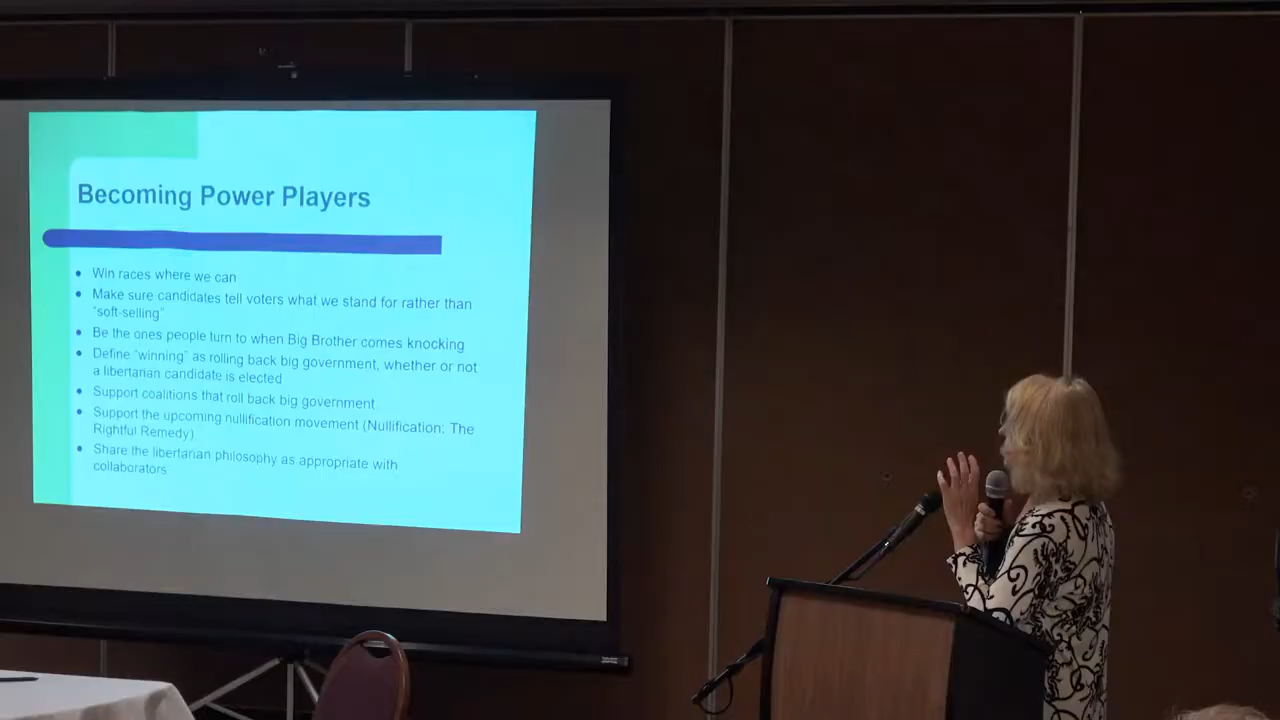 Becoming Power Players
Win races where we can
Make sure candidates tell voters what we stand for rather than
"soft-selling"
Be the ones people turn to when Big Brother comes knocking
Define "winning" as rolling back big government, whether or not
a libertarian candidate is elected
Support coalitions that roll back big government
Support the upcoming nullification movement (Nullification: The
Rightful Remedy)
Share the libertarian philosophy as appropriate with
collaborators